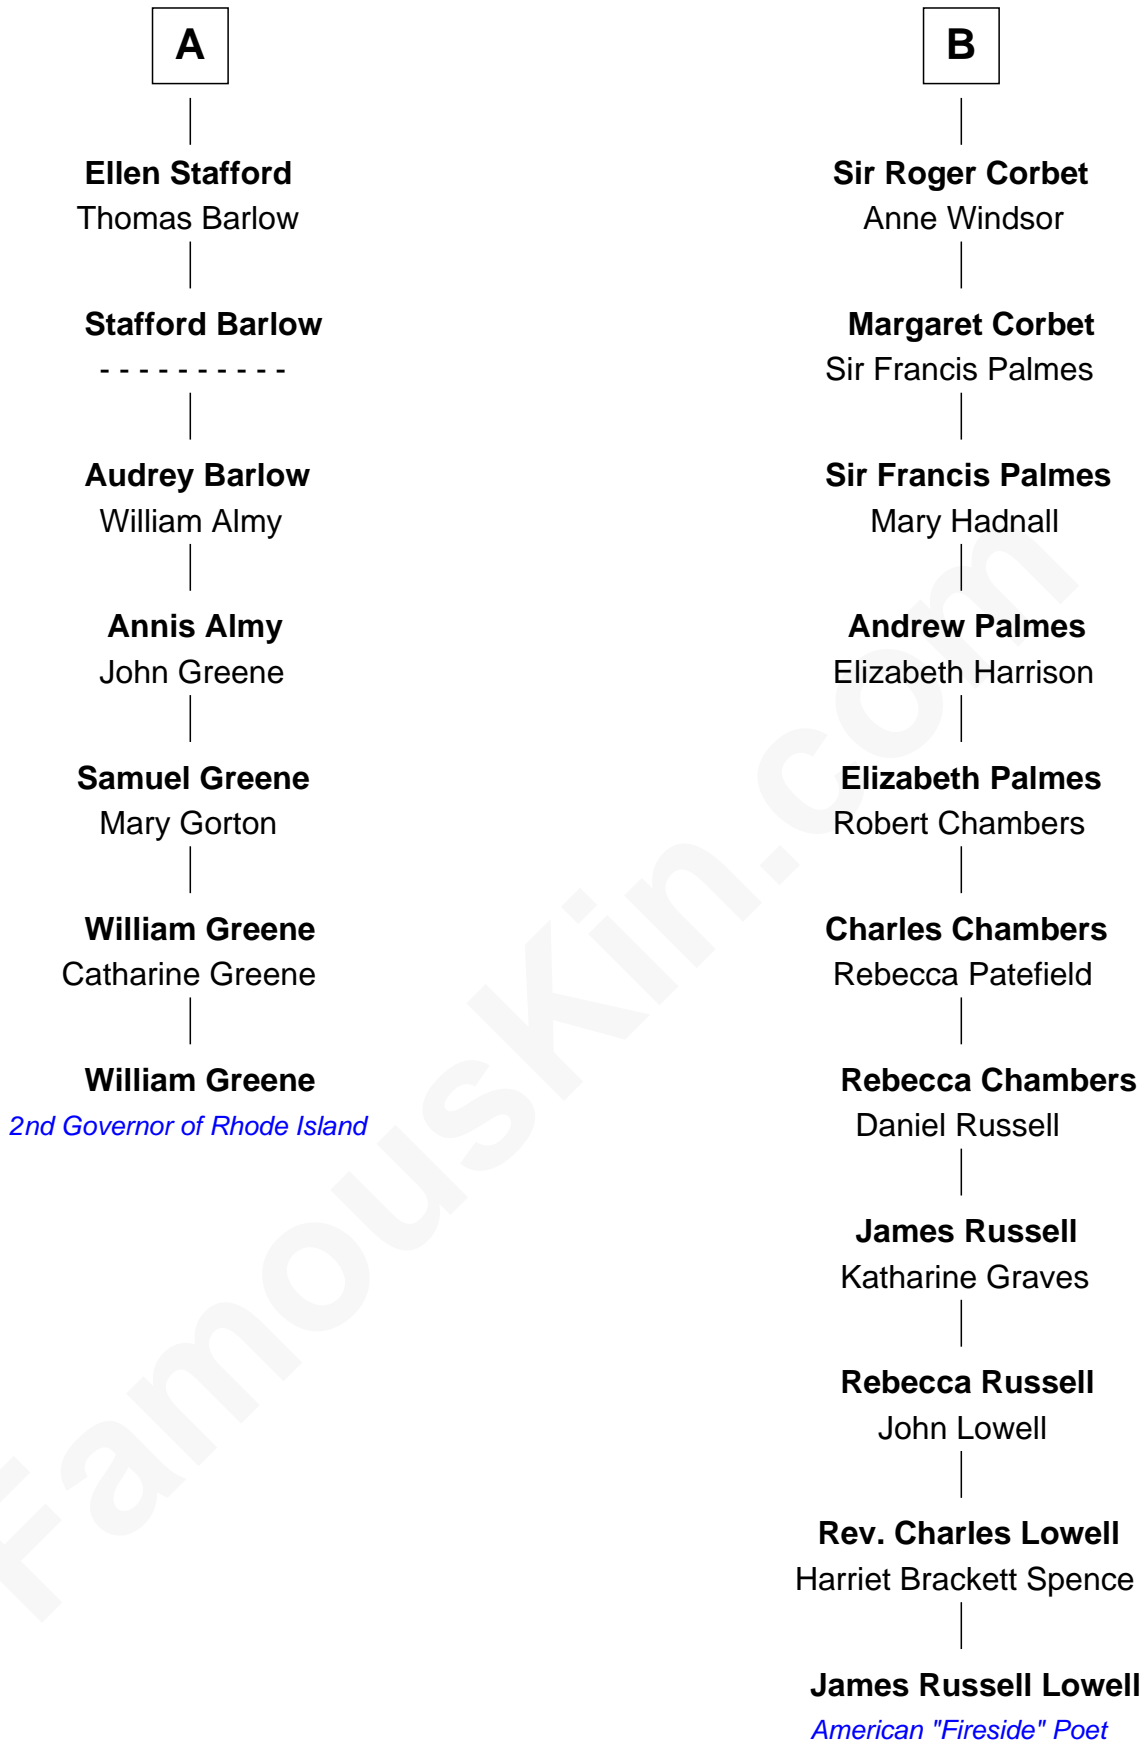 A
Ellen Stafford
Thomas Barlow
Stafford Barlow
- - - - - - - - - -
Audrey Barlow
William Almy
Annis Almy
John Greene
Samuel Greene
Mary Gorton
William Greene
Catharine Greene
William Greene
2nd Governor of Rhode Island
B
Sir Roger Corbet
Anne Windsor
Margaret Corbet
Sir Francis Palmes
Sir Francis Palmes
Mary Hadnall
Andrew Palmes
Elizabeth Harrison
Elizabeth Palmes
Robert Chambers
Charles Chambers
Rebecca Patefield
Rebecca Chambers
Daniel Russell
James Russell
Katharine Graves
Rebecca Russell
John Lowell
Rev. Charles Lowell
Harriet Brackett Spence
James Russell Lowell
American "Fireside" Poet
FamousKin.com